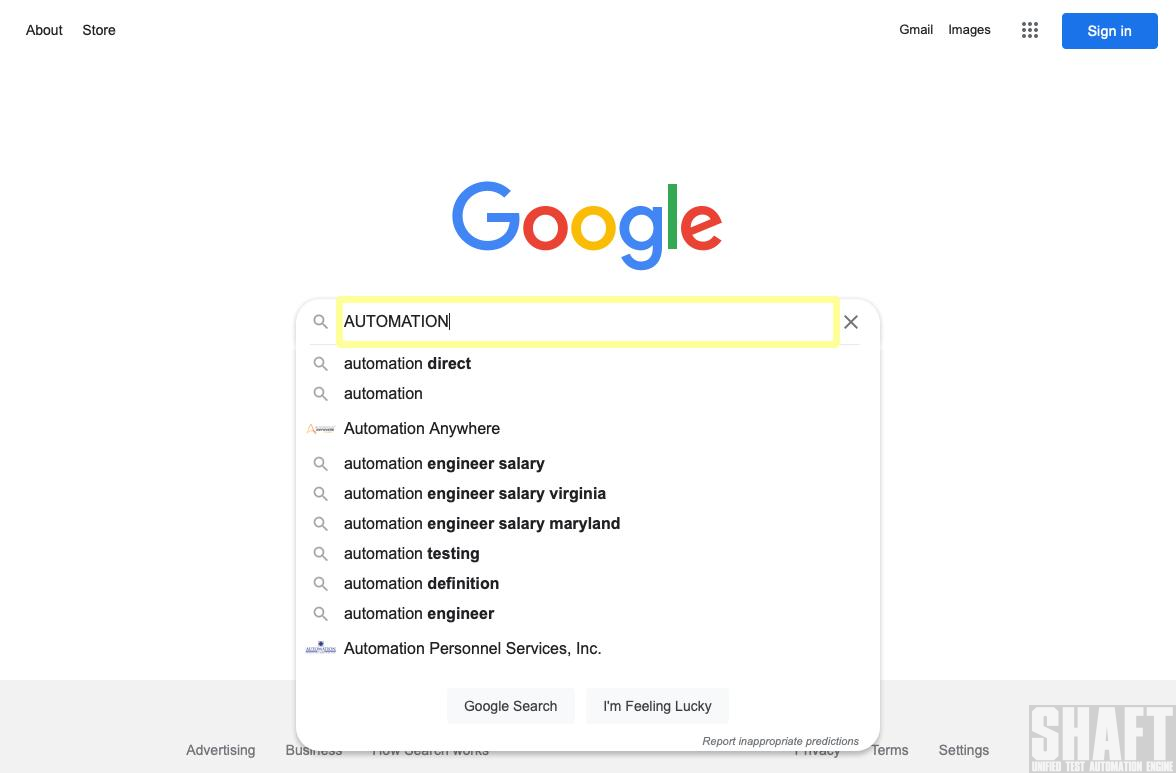 About Store Gmail Images Sign in
Google
AUTOMATION
automation direct
automation
Automation Anywhere
automation engineer salary
automation engineer salary virginia
automation engineer salary maryland
automation testing
automation definition
automation engineer
AUTOMATION
Automation Personnel Services, Inc.
Google Search I'm Feeling Lucky
Report inappropriate predictions
Advertising Business How Search works Privacy Terms Settings
SHAFT
UNIFIED TEST AUTOMATION ENGINE